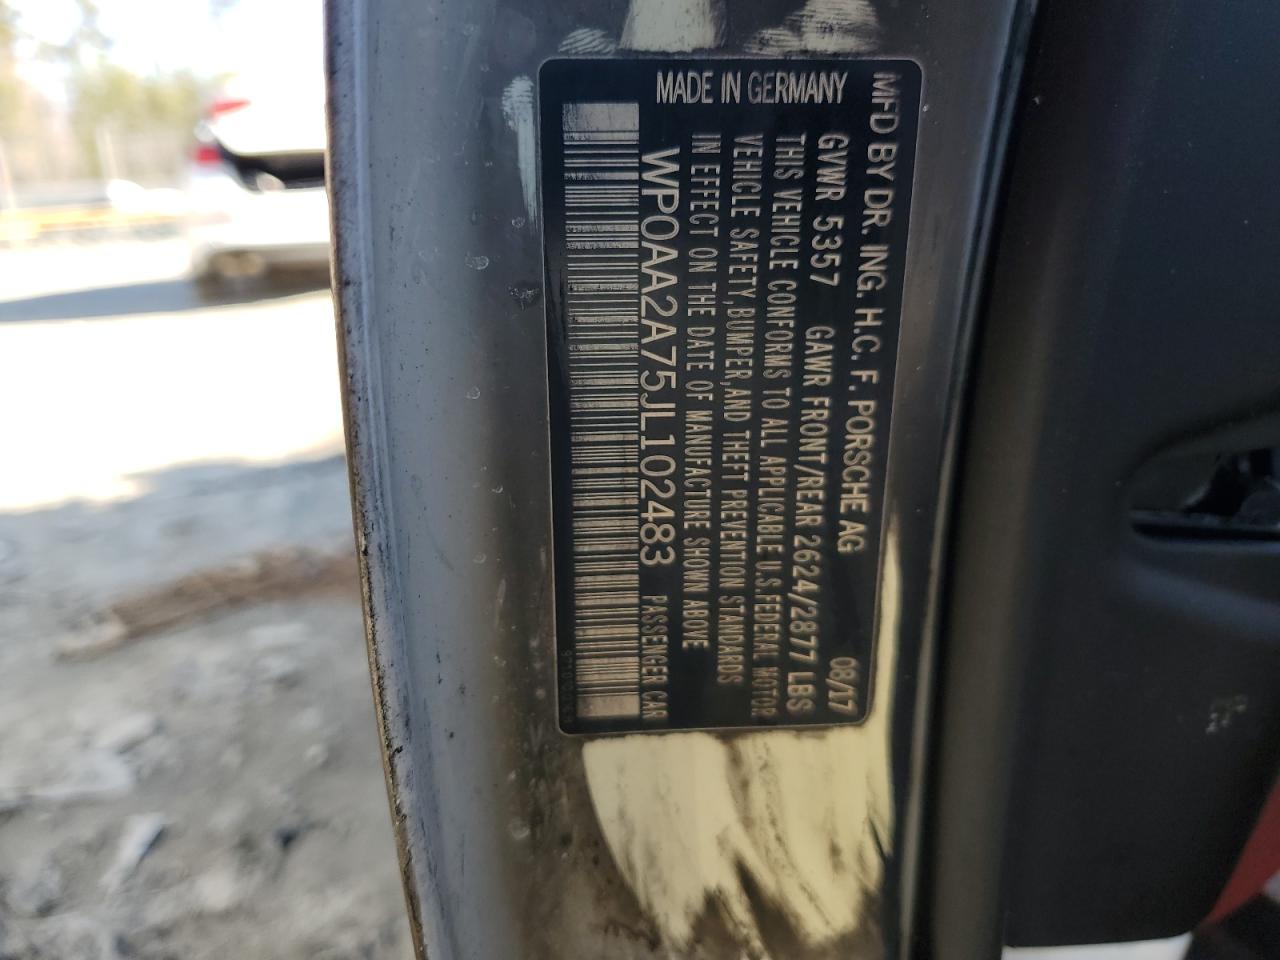 MFD BY DR. ING. H.C. F. PORSCHE AG 08/17
GVWR 5357 GAWR FRONT/REAR 2624/2877 LBS
THIS VEHICLE CONFORMS TO ALL APPLICABLE U.S.FEDERAL MOTOR
VEHICLE SAFETY,BUMPER,AND THEFT PREVENTION STANDARDS
IN EFFECT ON THE DATE OF MANUFACTURE SHOWN ABOVE
MADE IN GERMANY
WP0AA2A75JL102483 PASSENGER CAR